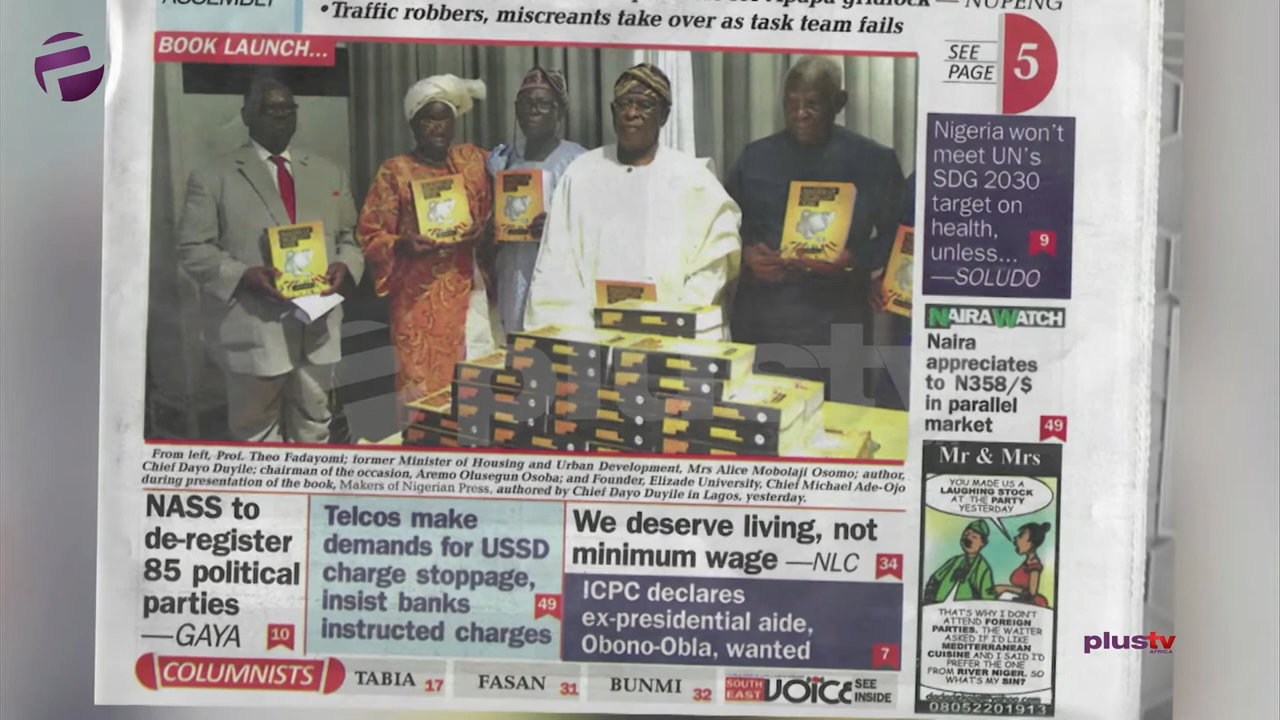 ASSEMBLY
Apapa gridlock — NUPENG
•Traffic robbers, miscreants take over as task team fails
BOOK LAUNCH...
SEE
PAGE
5
Nigeria won't
meet UN's
SDG 2030
target on
health,
unless...
9
—SOLUDO
NAIRA WATCH
Naira
appreciates
to N358/$
in parallel
market
49
From left, Prof. Theo Fadayomi; former Minister of Housing and Urban Development, Mrs Alice Mobolaji Osomo; author,
Chief Dayo Duyile; chairman of the occasion, Aremo Olusegun Osoba; and Founder, Elizade University, Chief Michael Ade-Ojo
during presentation of the book, Makers of Nigerian Press, authored by Chief Dayo Duyile in Lagos, yesterday.
NASS to
de-register
85 political
parties
—GAYA
10
Telcos make
demands for USSD
charge stoppage,
insist banks
49
instructed charges
We deserve living, not
minimum wage —NLC
34
ICPC declares
ex-presidential aide,
Obono-Obla, wanted
7
Mr & Mrs
YOU MADE US A
LAUGHING STOCK
AT THE PARTY
YESTERDAY
THAT'S WHY I DON'T
ATTEND FOREIGN
PARTIES. THE WAITER
ASKED IF I'D LIKE
MEDITERRANEAN
CUISINE AND I SAID I'D
PREFER THE ONE
FROM RIVER NIGER, SO
WHAT'S MY SIN?
08052201913
COLUMNISTS
TABIA 17
FASAN 31
BUNMI 32
SOUTH
EAST
VOICE
SEE
INSIDE
plustv
plustv
AFRICA